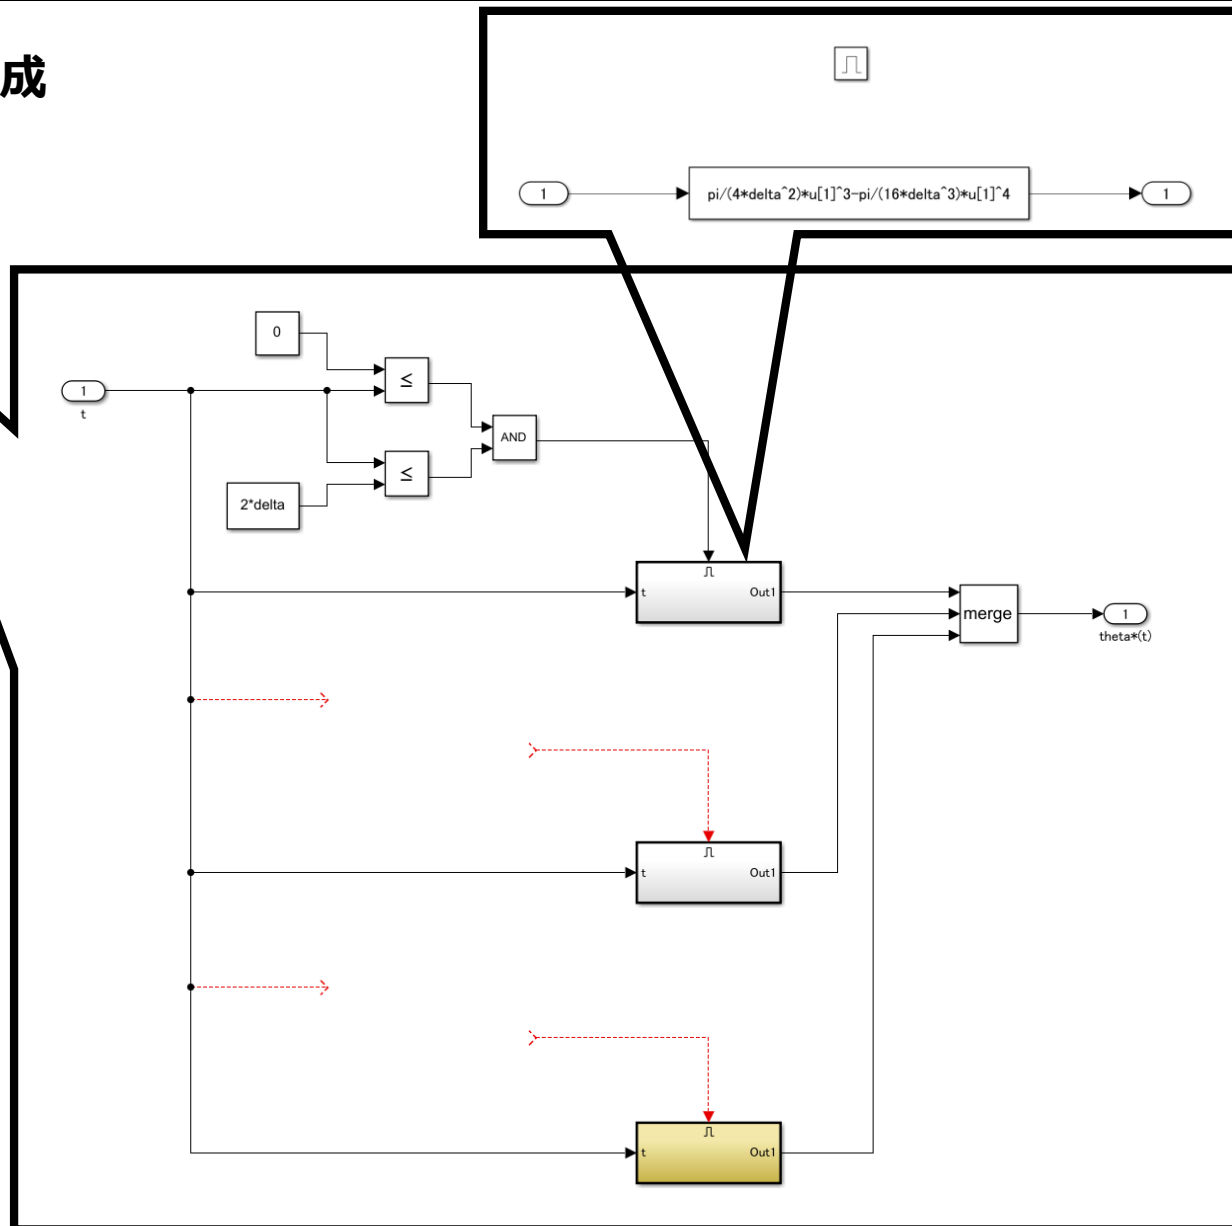 成
1
pi/(4*delta^2)*u[1]^3-pi/(16*delta^3)*u[1]^4
1
0
1
t
≤
AND
≤
2*delta
t
Out1
merge
1
theta*(t)
t
Out1
t
Out1